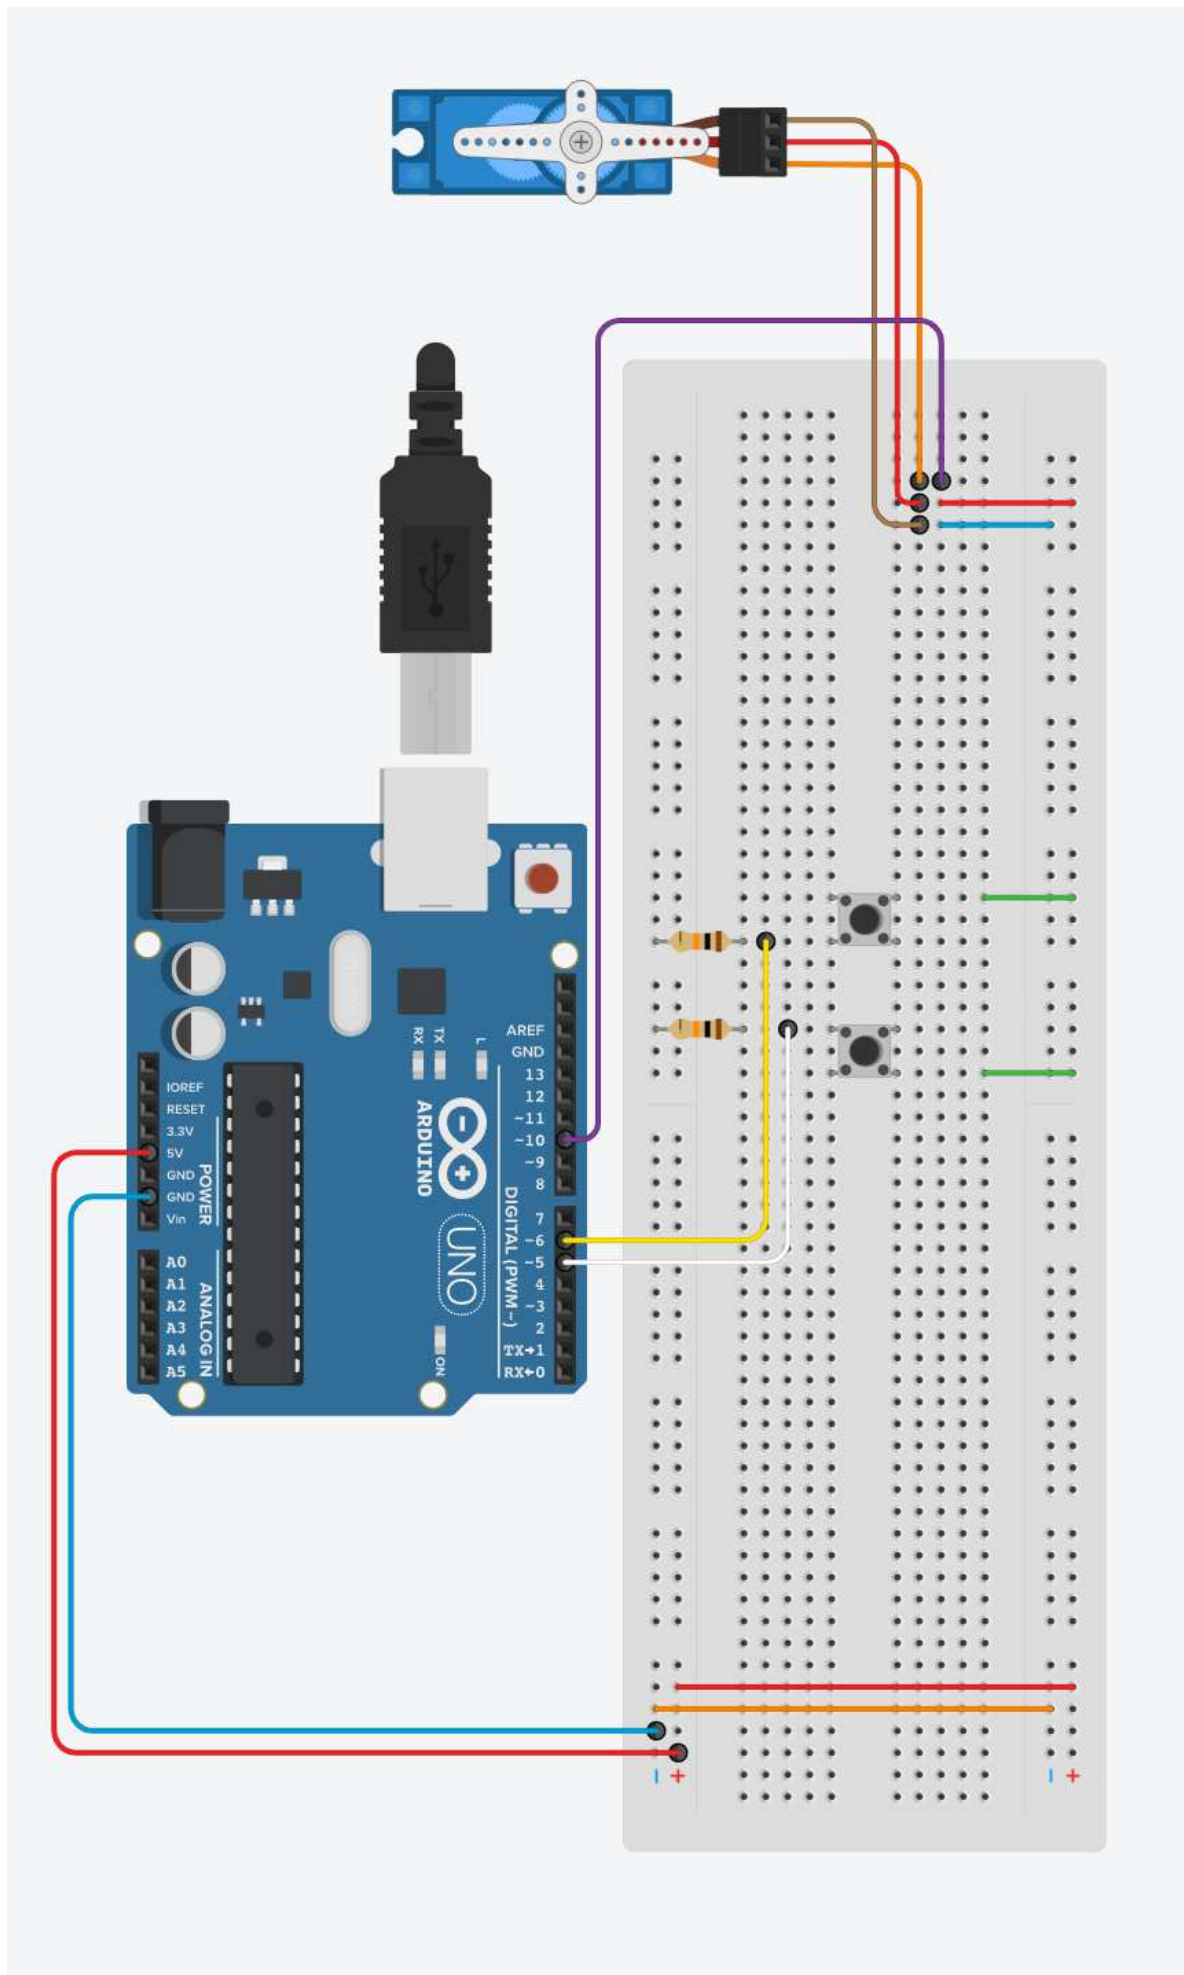 AREF
GND
13
12
~11
~10
~9
8
7
~6
~5
4
~3
2
TX→1
RX←0
DIGITAL (PWM~)
RX
TX
L
ARDUINO
UNO
ON
IOREF
RESET
3.3V
5V
GND
GND
Vin
POWER
A0
A1
A2
A3
A4
A5
ANALOG IN
- +
- +